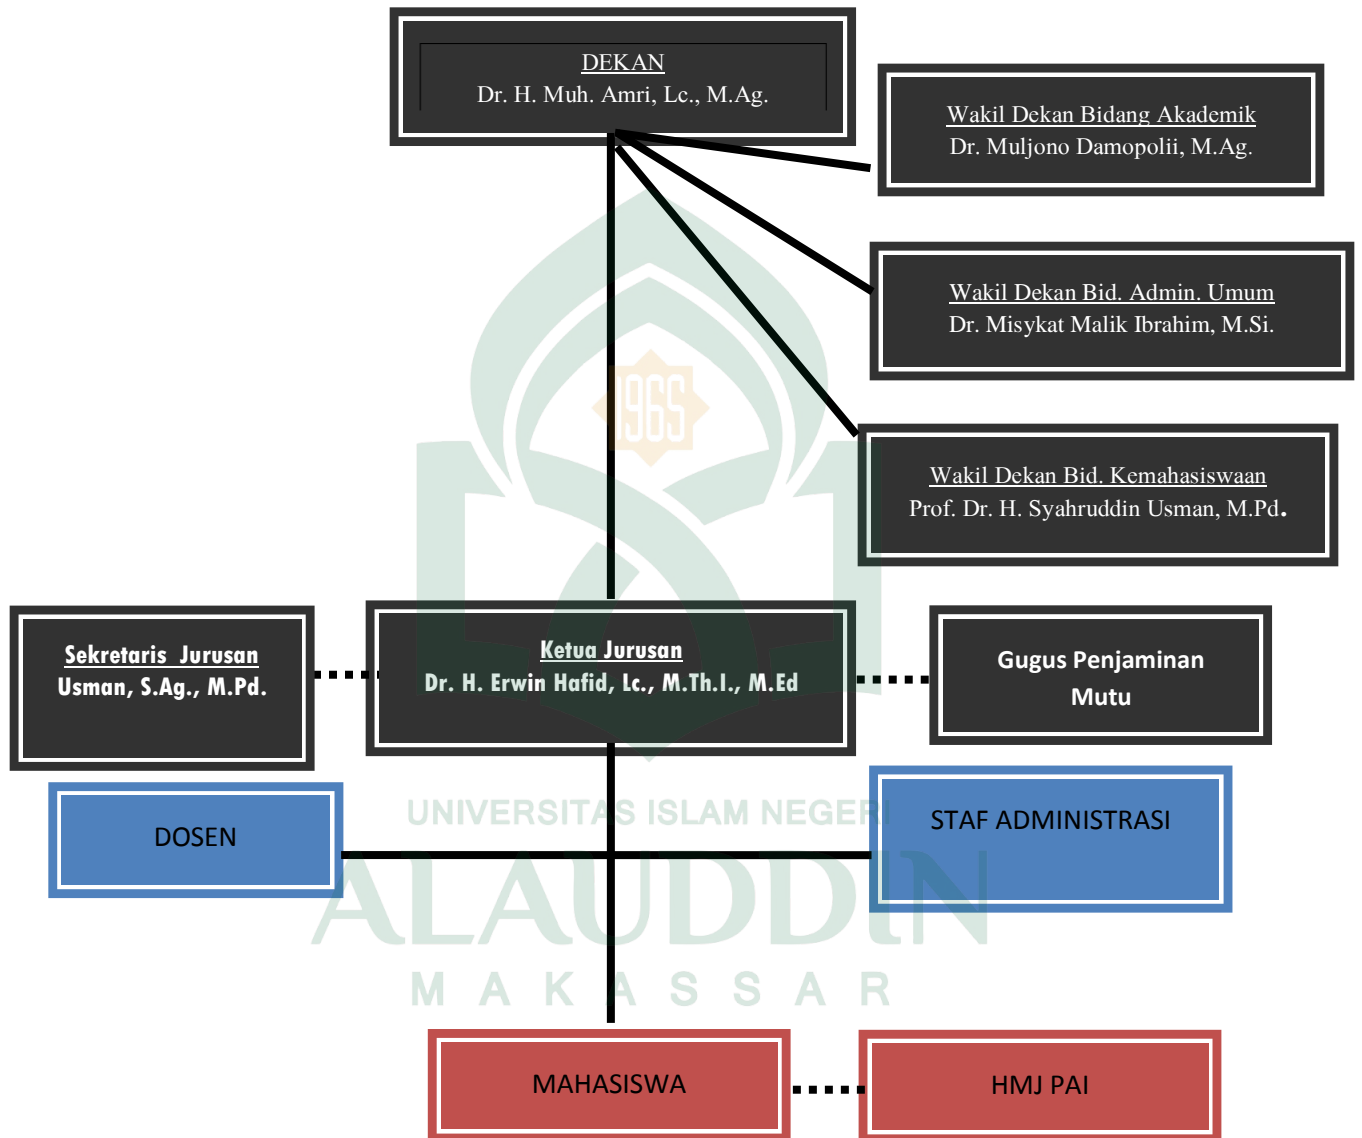 DEKAN
Dr. H. Muh. Amri, Lc., M.Ag.
Wakil Dekan Bidang Akademik
Dr. Muljono Damopolii, M.Ag.
Wakil Dekan Bid. Admin. Umum
Dr. Misykat Malik Ibrahim, M.Si.
1965
Wakil Dekan Bid. Kemahasiswaan
Prof. Dr. H. Syahruddin Usman, M.Pd.
Sekretaris Jurusan
Usman, S.Ag., M.Pd.
Ketua Jurusan
Dr. H. Erwin Hafid, Lc., M.Th.I., M.Ed
Gugus Penjaminan
Mutu
DOSEN
UNIVERSITAS ISLAM NEGERI
STAF ADMINISTRASI
ALAUDDIN
MAKASSAR
MAHASISWA
HMJ PAI